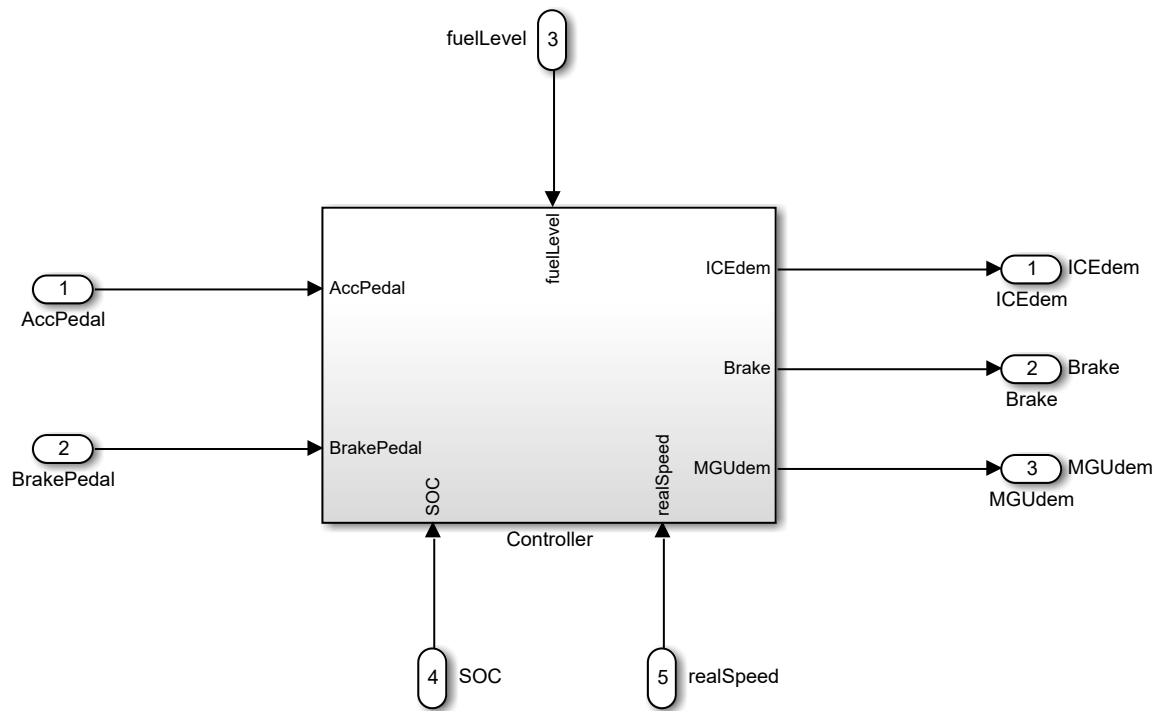 fuelLevel
3
fuelLevel
ICEdem
1
ICEdem
ICEdem
1
AccPedal
AccPedal
Brake
2
Brake
Brake
2
BrakePedal
BrakePedal
SOC
realSpeed
MGUdem
3
MGUdem
MGUdem
Controller
4
SOC
5
realSpeed